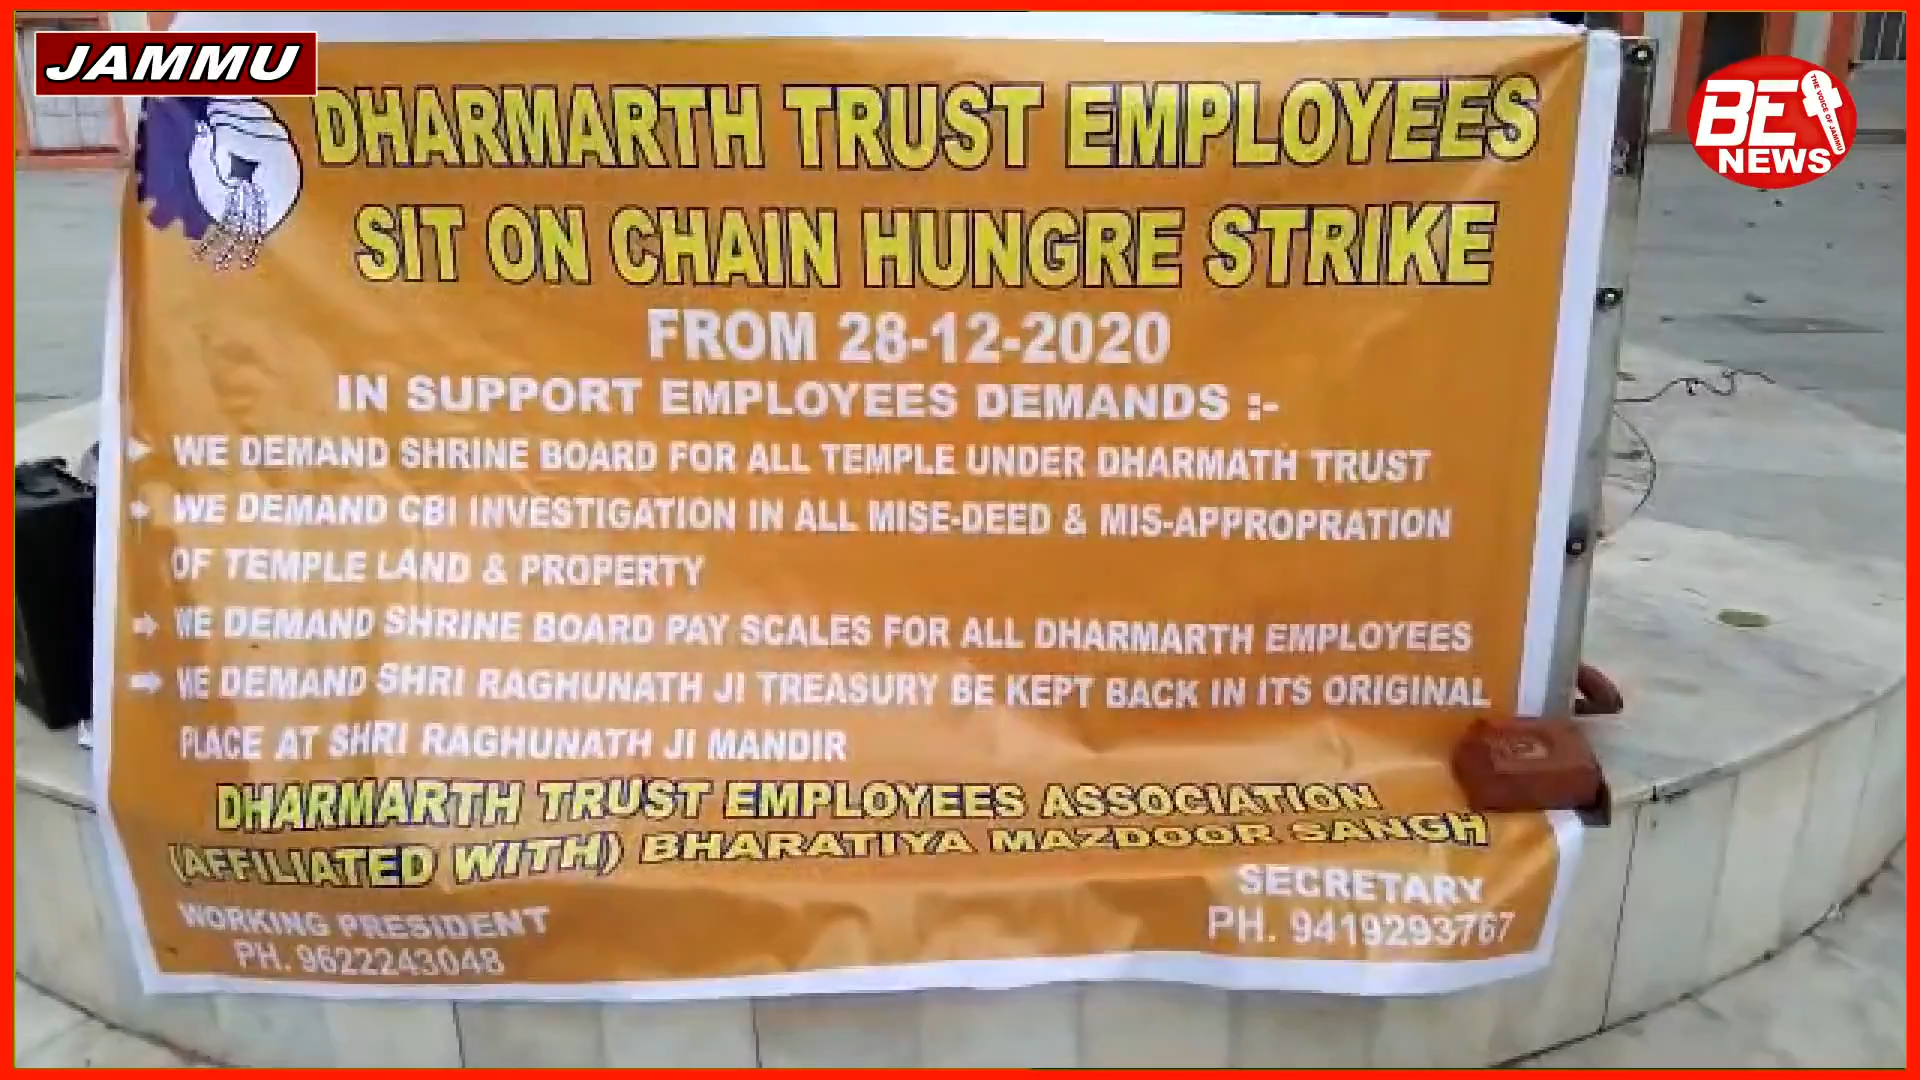 JAMMU
BE
THE VOICE OF JAMMU
NEWS
DHARMARTH TRUST EMPLOYEES
SIT ON CHAIN HUNGRE STRIKE
FROM 28-12-2020
IN SUPPORT EMPLOYEES DEMANDS :-
WE DEMAND SHRINE BOARD FOR ALL TEMPLE UNDER DHARMATH TRUST
WE DEMAND CBI INVESTIGATION IN ALL MISE-DEED & MIS-APPROPRATION
OF TEMPLE LAND & PROPERTY
WE DEMAND SHRINE BOARD PAY SCALES FOR ALL DHARMARTH EMPLOYEES
WE DEMAND SHRI RAGHUNATH JI TREASURY BE KEPT BACK IN ITS ORIGINAL
PLACE AT SHRI RAGHUNATH JI MANDIR
DHARMARTH TRUST EMPLOYEES ASSOCIATION
(AFFILIATED WITH) BHARATIYA MAZDOOR SANGH
WORKING PRESIDENT
PH. 9622243048
SECRETARY
PH. 9419293767